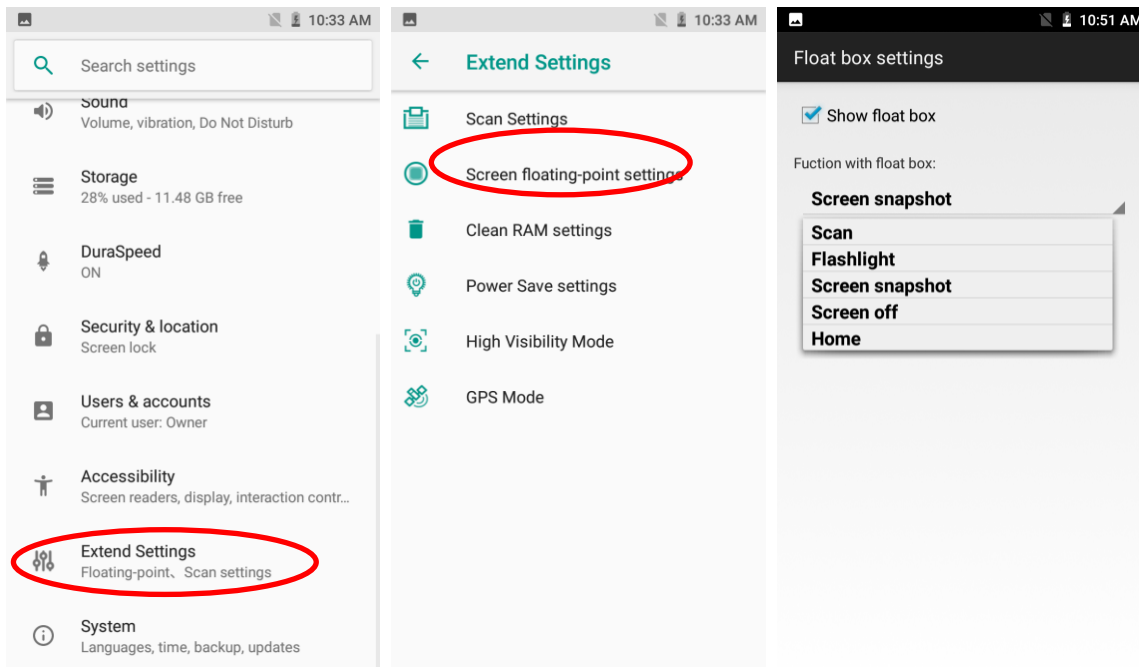 10:33 AM
Search settings
Sound
Volume, vibration, Do Not Disturb
Storage
28% used - 11.48 GB free
DuraSpeed
ON
Security & location
Screen lock
Users & accounts
Current user: Owner
Accessibility
Screen readers, display, interaction contr...
Extend Settings
Floating-point、Scan settings
System
Languages, time, backup, updates
10:33 AM
Extend Settings
Scan Settings
Screen floating-point settings
Clean RAM settings
Power Save settings
High Visibility Mode
GPS Mode
10:51 AM
Float box settings
Show float box
Fuction with float box:
Screen snapshot
Scan
Flashlight
Screen snapshot
Screen off
Home